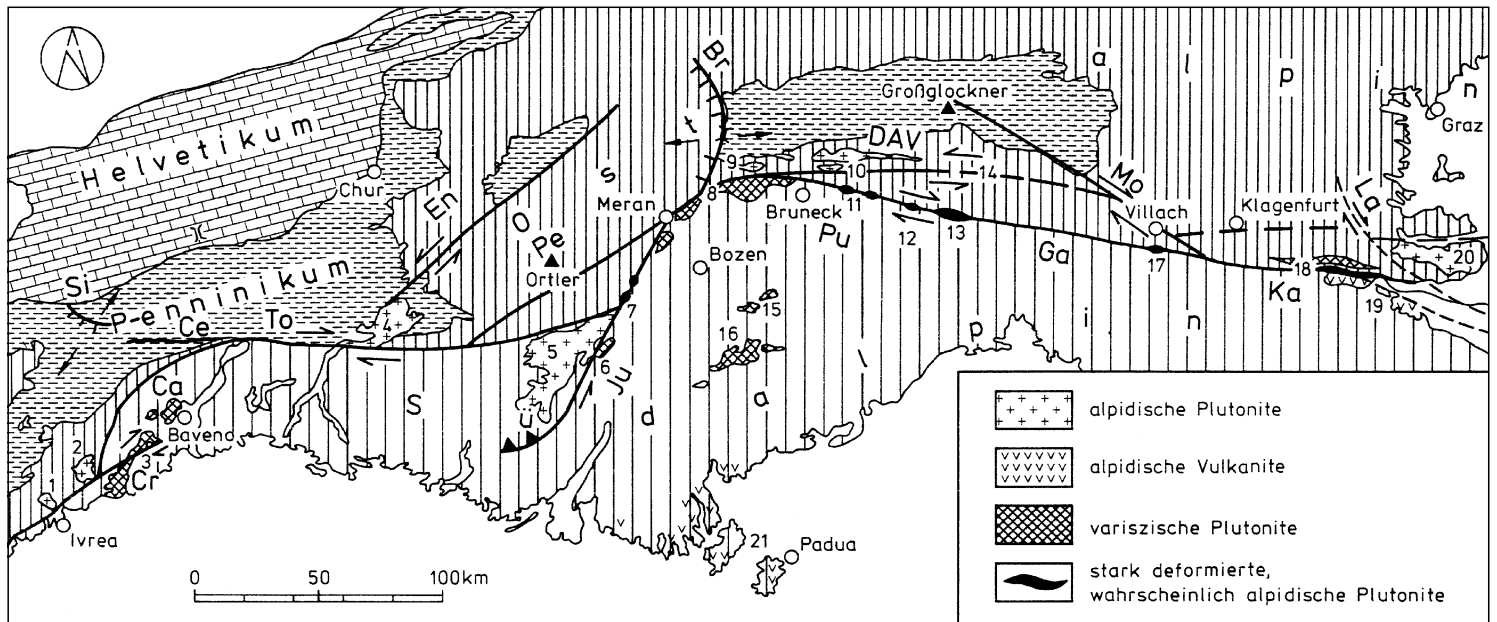 Helvetikum
Chur
P-enninikum
Si
Ce
To
En
O s t a l p i n
Pe
Ortler
Br
Großglockner
DAV
Mo
Graz
Meran
Bruneck
Pu
Villach
Klagenfurt
La
Bozen
Ga
Ka
Ca
Baveno
Cr
Ivrea
S ü d a l p i n
Ju
Padua
1
2
3
4
5
6
7
8
9
10
11
12
13
14
15
16
17
18
19
20
21
0 50 100km
alpidische Plutonite
alpidische Vulkanite
variszische Plutonite
stark deformierte,
wahrscheinlich alpidische Plutonite